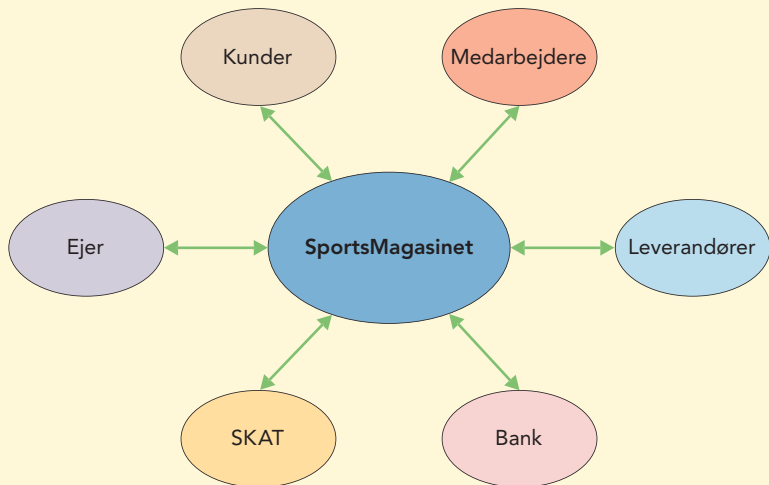 Kunder
Medarbejdere
Ejer
SportsMagasinet
Leverandører
SKAT
Bank